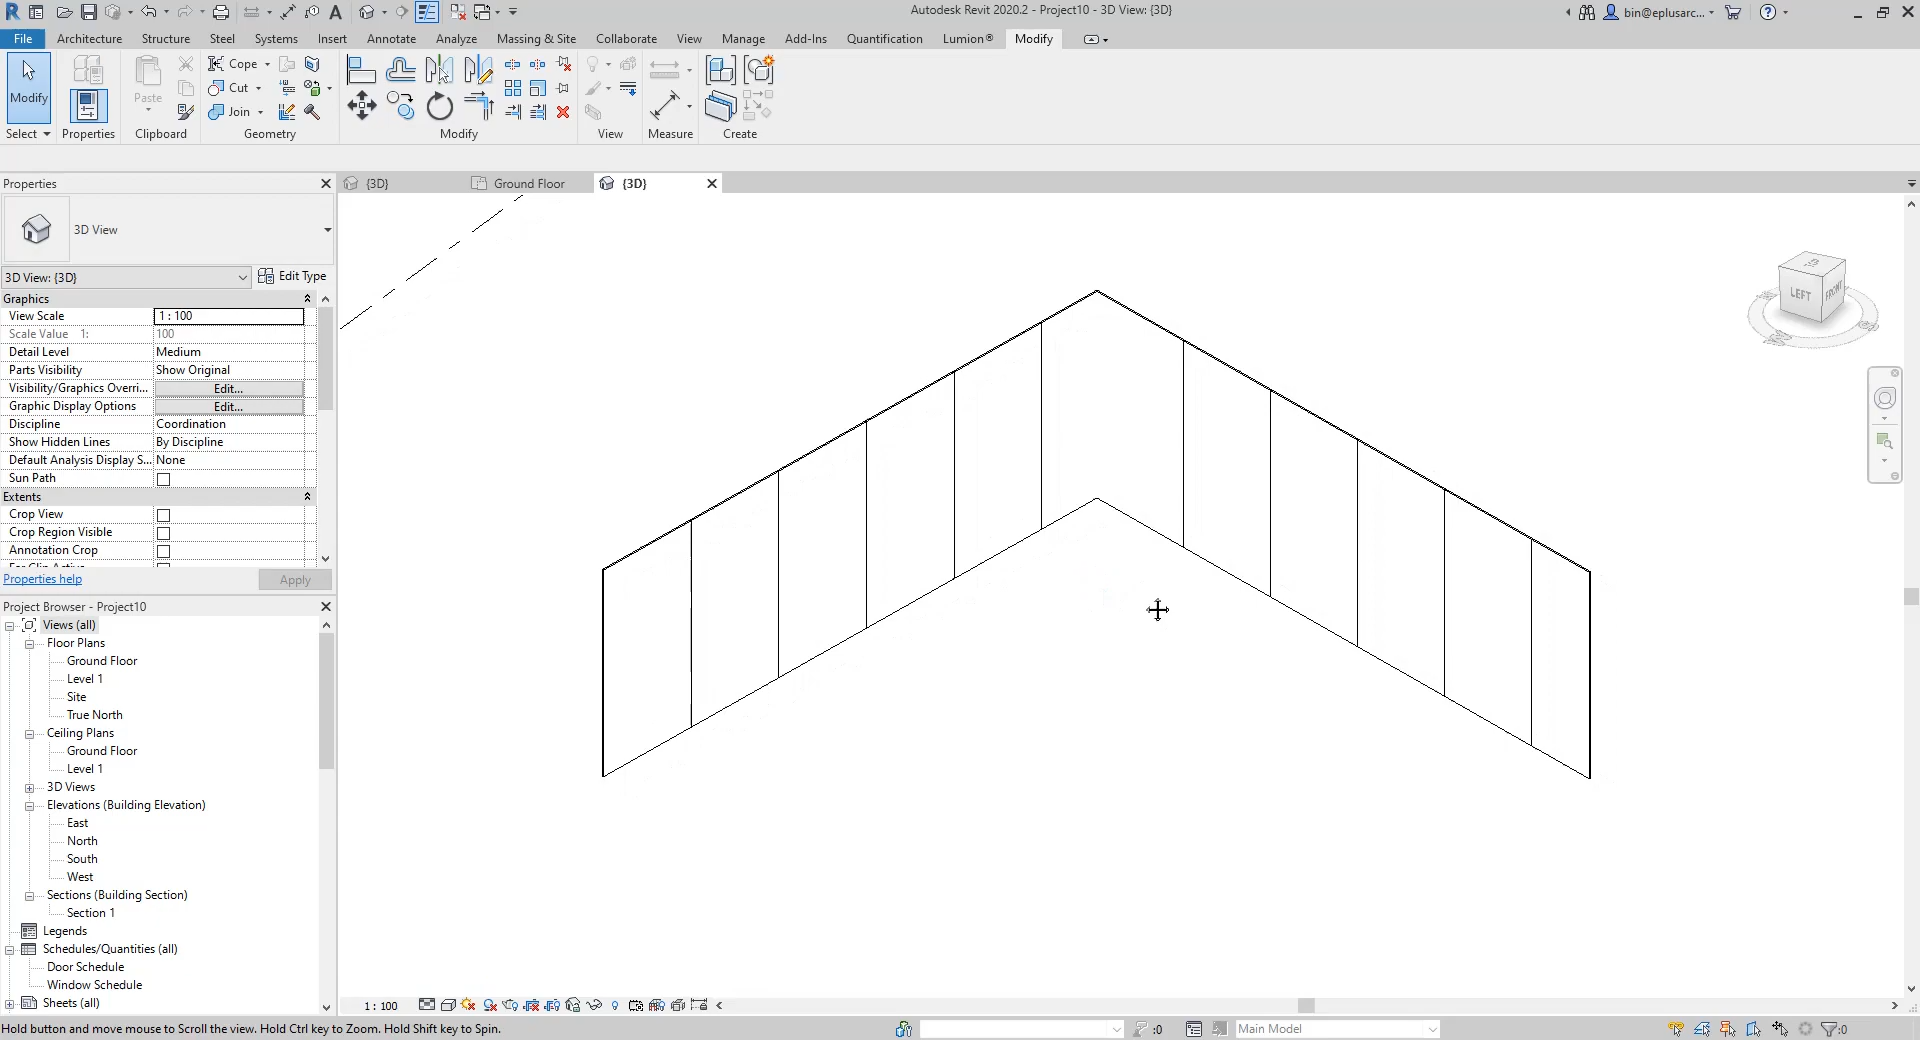 Autodesk Revit 2020.2 - Project10 - 3D View: {3D}
bin@eplusarc...
File Architecture Structure Steel Systems Insert Annotate Analyze Massing & Site Collaborate View Manage Add-Ins Quantification Lumion® Modify
Modify
Paste
Cope
Cut
Join
Select Properties Clipboard Geometry Modify View Measure Create
Properties
{3D} Ground Floor {3D}
3D View
3D View: {3D} Edit Type
Graphics
View Scale 1 : 100
Scale Value 1: 100
Detail Level Medium
Parts Visibility Show Original
Visibility/Graphics Overri... Edit...
Graphic Display Options Edit...
Discipline Coordination
Show Hidden Lines By Discipline
Default Analysis Display S... None
Sun Path
Extents
Crop View
Crop Region Visible
Annotation Crop
Properties help Apply
LEFT FRONT
Project Browser - Project10
Views (all)
Floor Plans
Ground Floor
Level 1
Site
True North
Ceiling Plans
Ground Floor
Level 1
3D Views
Elevations (Building Elevation)
East
North
South
West
Sections (Building Section)
Section 1
Legends
Schedules/Quantities (all)
Door Schedule
Window Schedule
Sheets (all)
1 : 100
Hold button and move mouse to Scroll the view. Hold Ctrl key to Zoom. Hold Shift key to Spin.
:0 Main Model :0